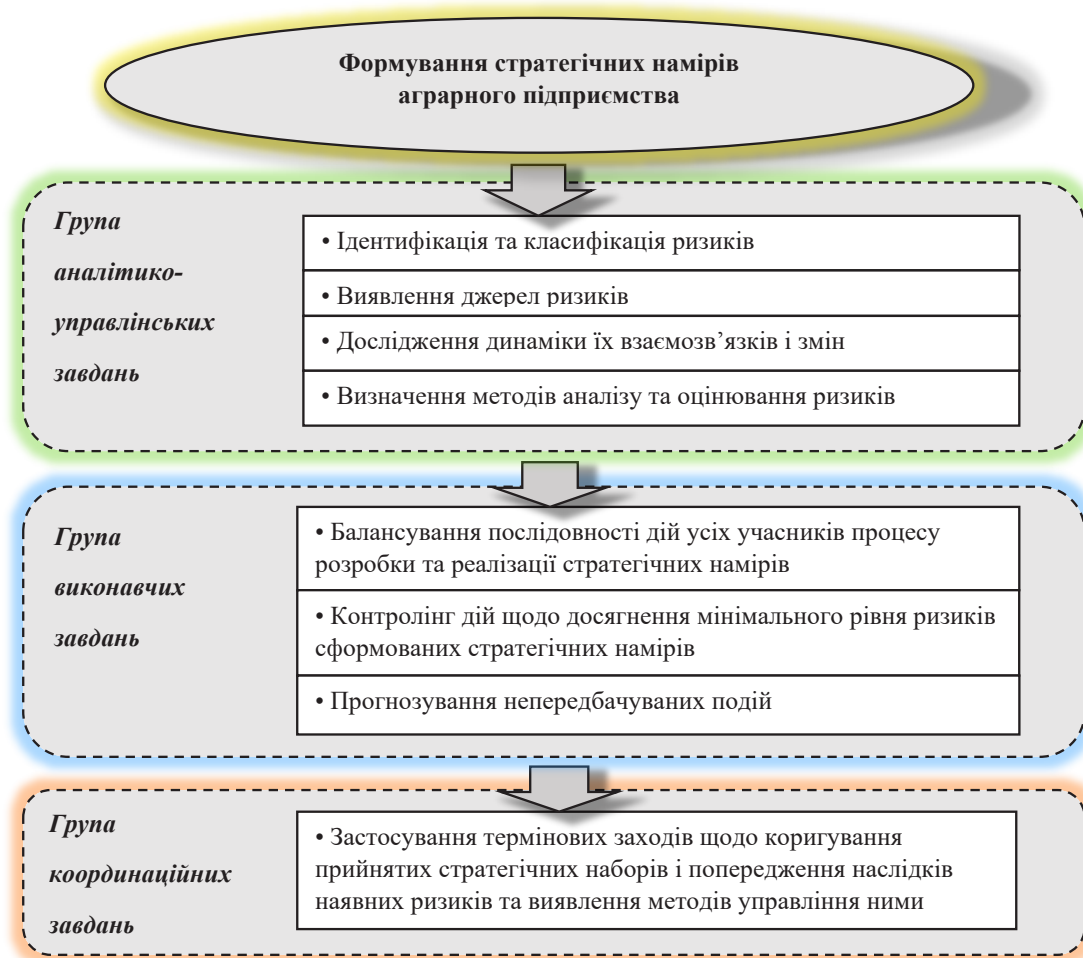 Формування стратегічних намірів
аграрного підприємства
Група
аналітико-
управлінських
завдань
• Ідентифікація та класифікація ризиків
• Виявлення джерел ризиків
• Дослідження динаміки їх взаємозв’язків і змін
• Визначення методів аналізу та оцінювання ризиків
Група
виконавчих
завдань
• Балансування послідовності дій усіх учасників процесу
розробки та реалізації стратегічних намірів
• Контролінг дій щодо досягнення мінімального рівня ризиків
сформованих стратегічних намірів
• Прогнозування непередбачуваних подій
Група
координаційних
завдань
• Застосування термінових заходів щодо коригування
прийнятих стратегічних наборів і попередження наслідків
наявних ризиків та виявлення методів управління ними